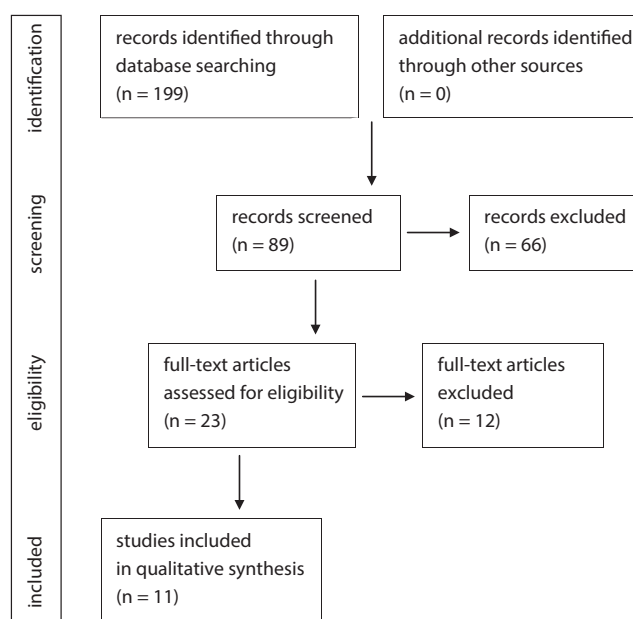 identification
records identified through
database searching
(n = 199)
additional records identified
through other sources
(n = 0)
screening
records screened
(n = 89)
records excluded
(n = 66)
eligibility
full-text articles
assessed for eligibility
(n = 23)
full-text articles
excluded
(n = 12)
included
studies included
in qualitative synthesis
(n = 11)